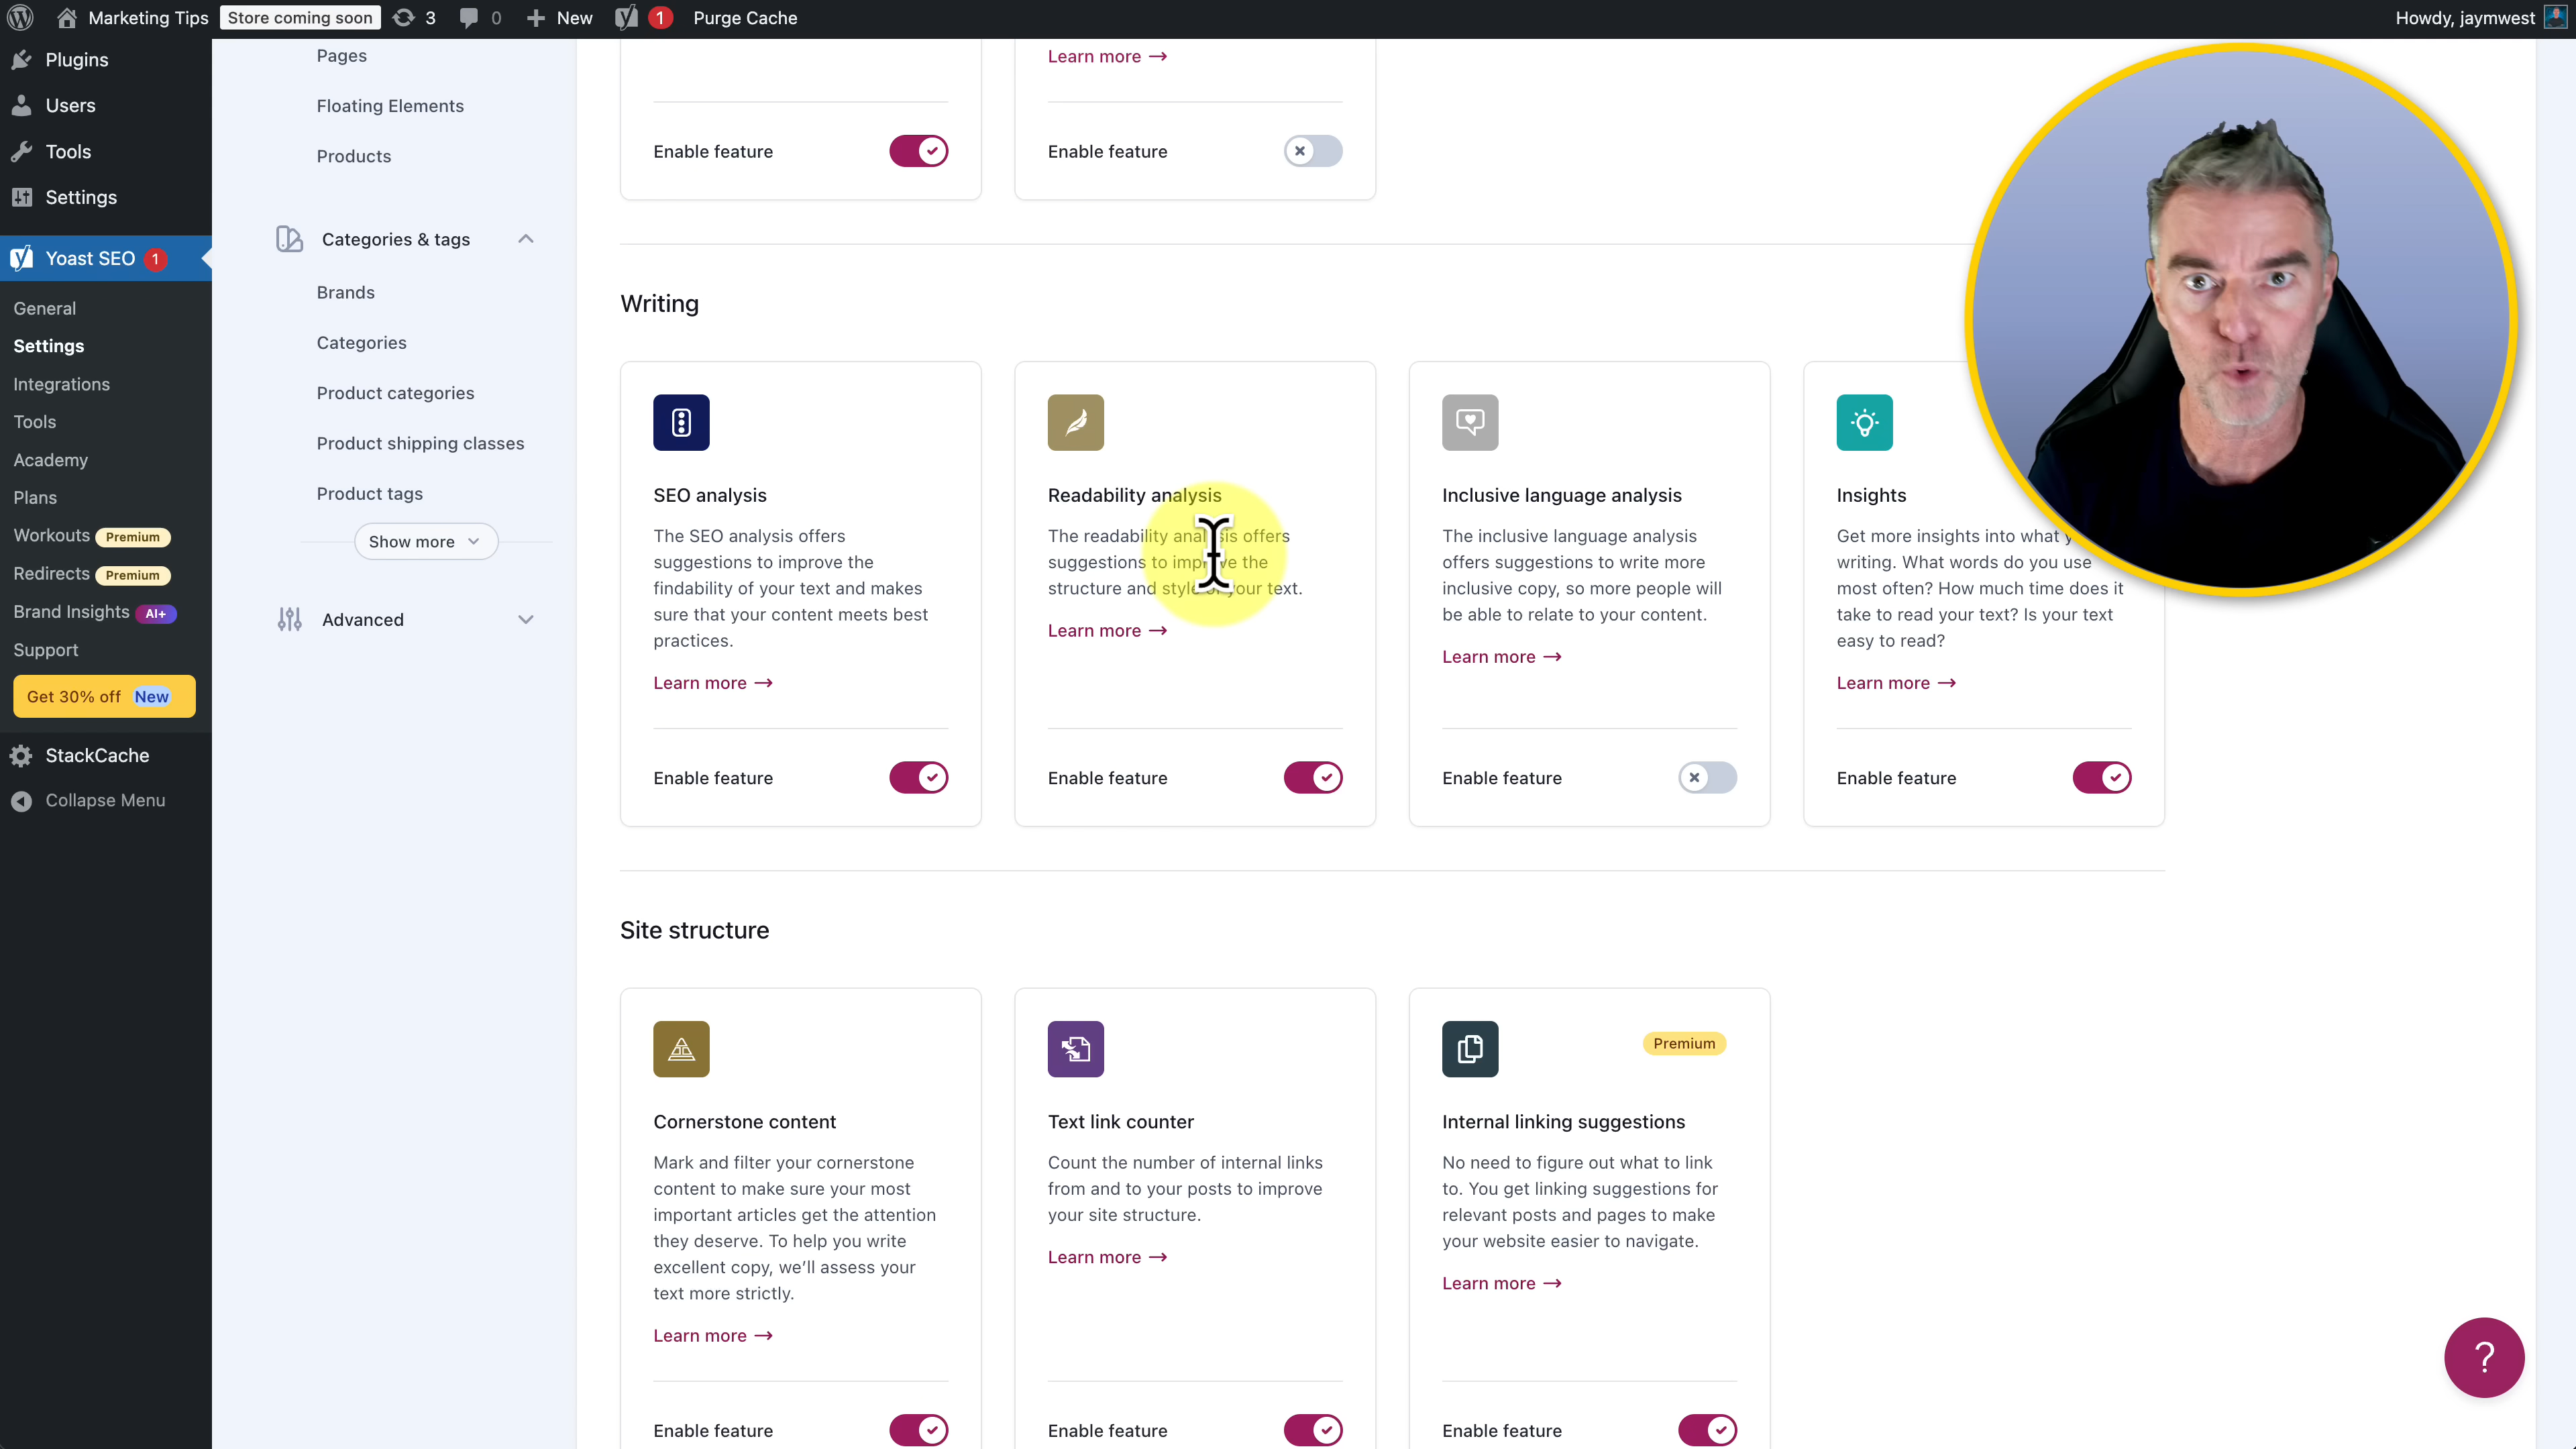 Marketing Tips
Store coming soon
3
0
New
1
Purge Cache
Howdy, jaymwest
Plugins
Users
Tools
Settings
Yoast SEO 1
General
Settings
Integrations
Tools
Academy
Plans
Workouts Premium
Redirects Premium
Brand Insights AI+
Support
Get 30% off New
StackCache
Collapse Menu
Pages
Floating Elements
Products
Categories & tags
Brands
Categories
Product categories
Product shipping classes
Product tags
Show more
Advanced
Enable feature
Learn more →
Enable feature
Writing
SEO analysis
The SEO analysis offers
suggestions to improve the
findability of your text and makes
sure that your content meets best
practices.
Learn more →
Enable feature
Readability analysis
The readability analysis offers
suggestions to improve the
structure and style of your text.
Learn more →
Enable feature
Inclusive language analysis
The inclusive language analysis
offers suggestions to write more
inclusive copy, so more people will
be able to relate to your content.
Learn more →
Enable feature
Insights
Get more insights into what
writing. What words do you use
most often? How much time does it
take to read your text? Is your text
easy to read?
Learn more →
Enable feature
Site structure
Cornerstone content
Mark and filter your cornerstone
content to make sure your most
important articles get the attention
they deserve. To help you write
excellent copy, we'll assess your
text more strictly.
Learn more →
Enable feature
Text link counter
Count the number of internal links
from and to your posts to improve
your site structure.
Learn more →
Enable feature
Premium
Internal linking suggestions
No need to figure out what to link
to. You get linking suggestions for
relevant posts and pages to make
your website easier to navigate.
Learn more →
Enable feature
?